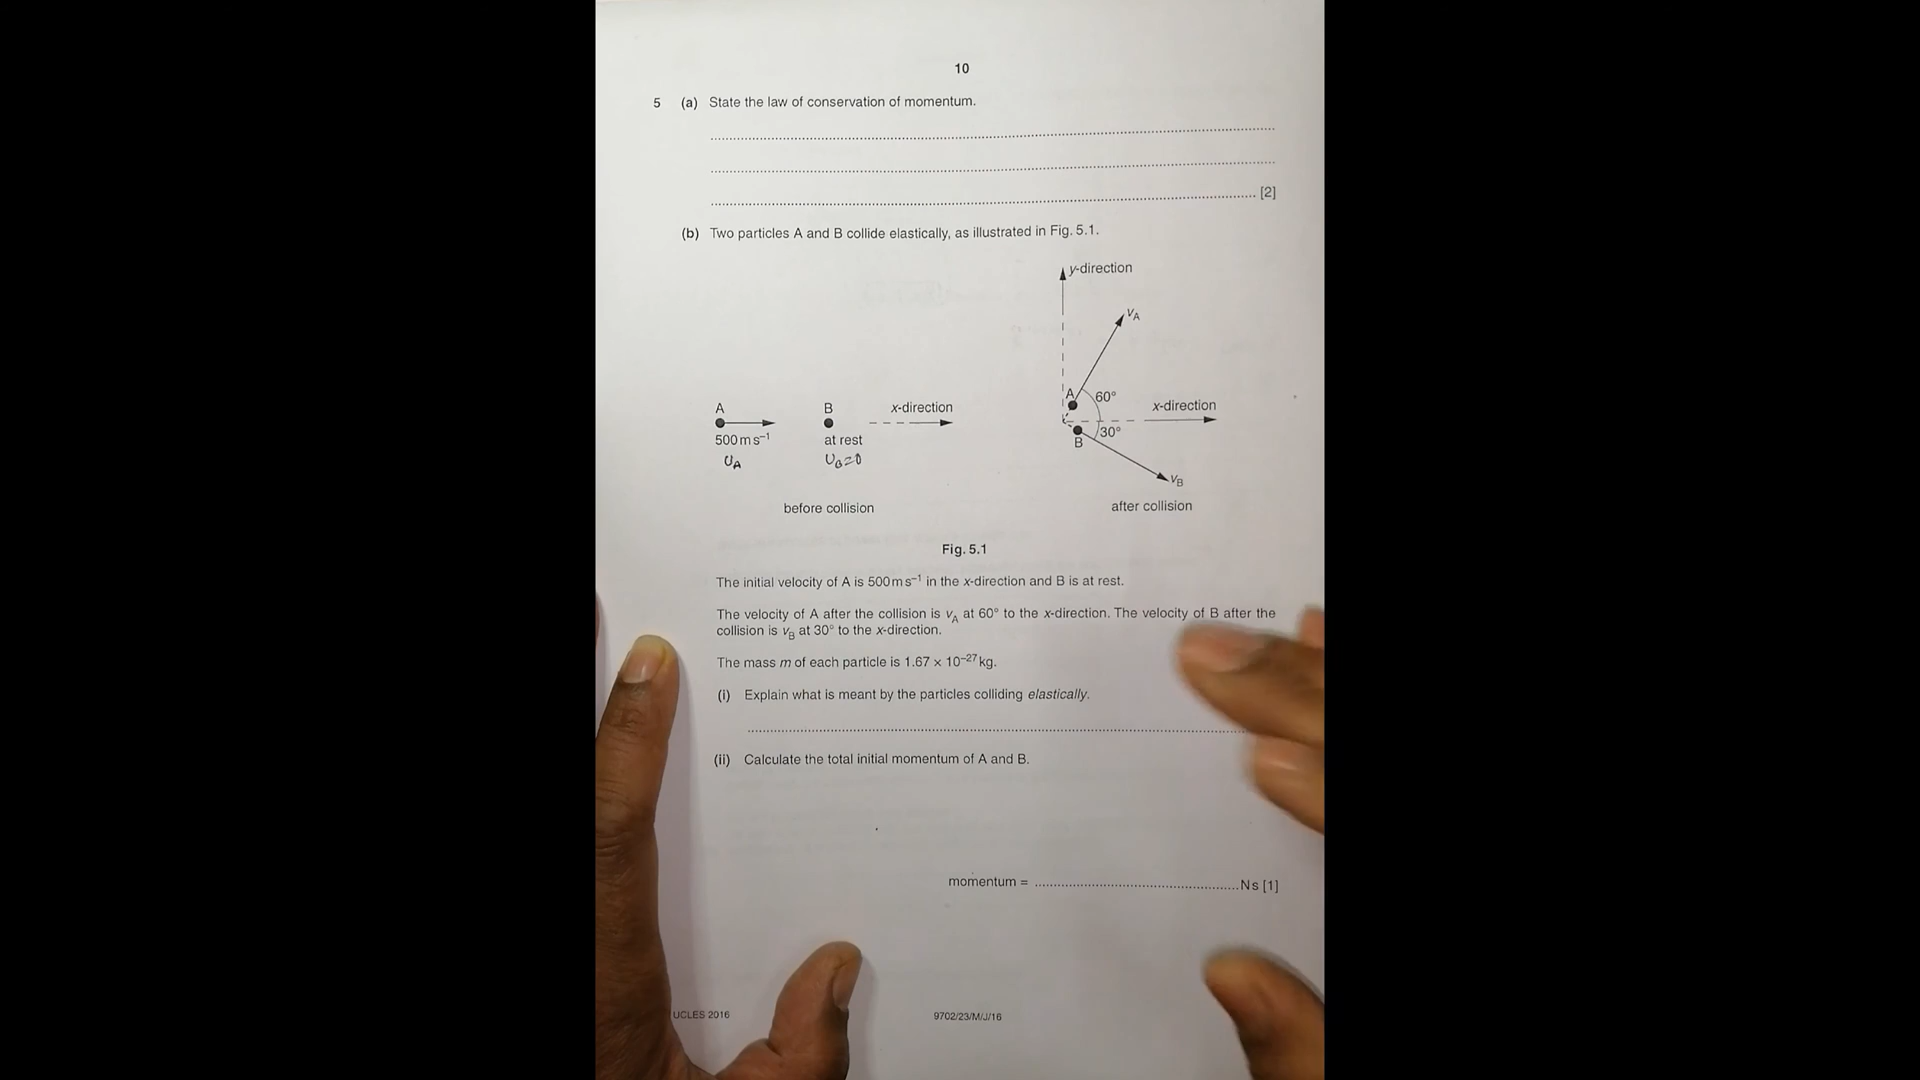 10
5 (a) State the law of conservation of momentum.
[2]
(b) Two particles A and B collide elastically, as illustrated in Fig. 5.1.
y-direction
vA
A
60°
x-direction
30°
B
vB
after collision
A
500 m s⁻¹
UA
B
at rest
UB=0
x-direction
before collision
Fig. 5.1
The initial velocity of A is 500 m s⁻¹ in the x-direction and B is at rest.
The velocity of A after the collision is vA at 60° to the x-direction. The velocity of B after the
collision is vB at 30° to the x-direction.
The mass m of each particle is 1.67 × 10⁻²⁷ kg.
(i) Explain what is meant by the particles colliding elastically.
(ii) Calculate the total initial momentum of A and B.
momentum = ........ N s [1]
UCLES 2016
9702/23/M/J/16